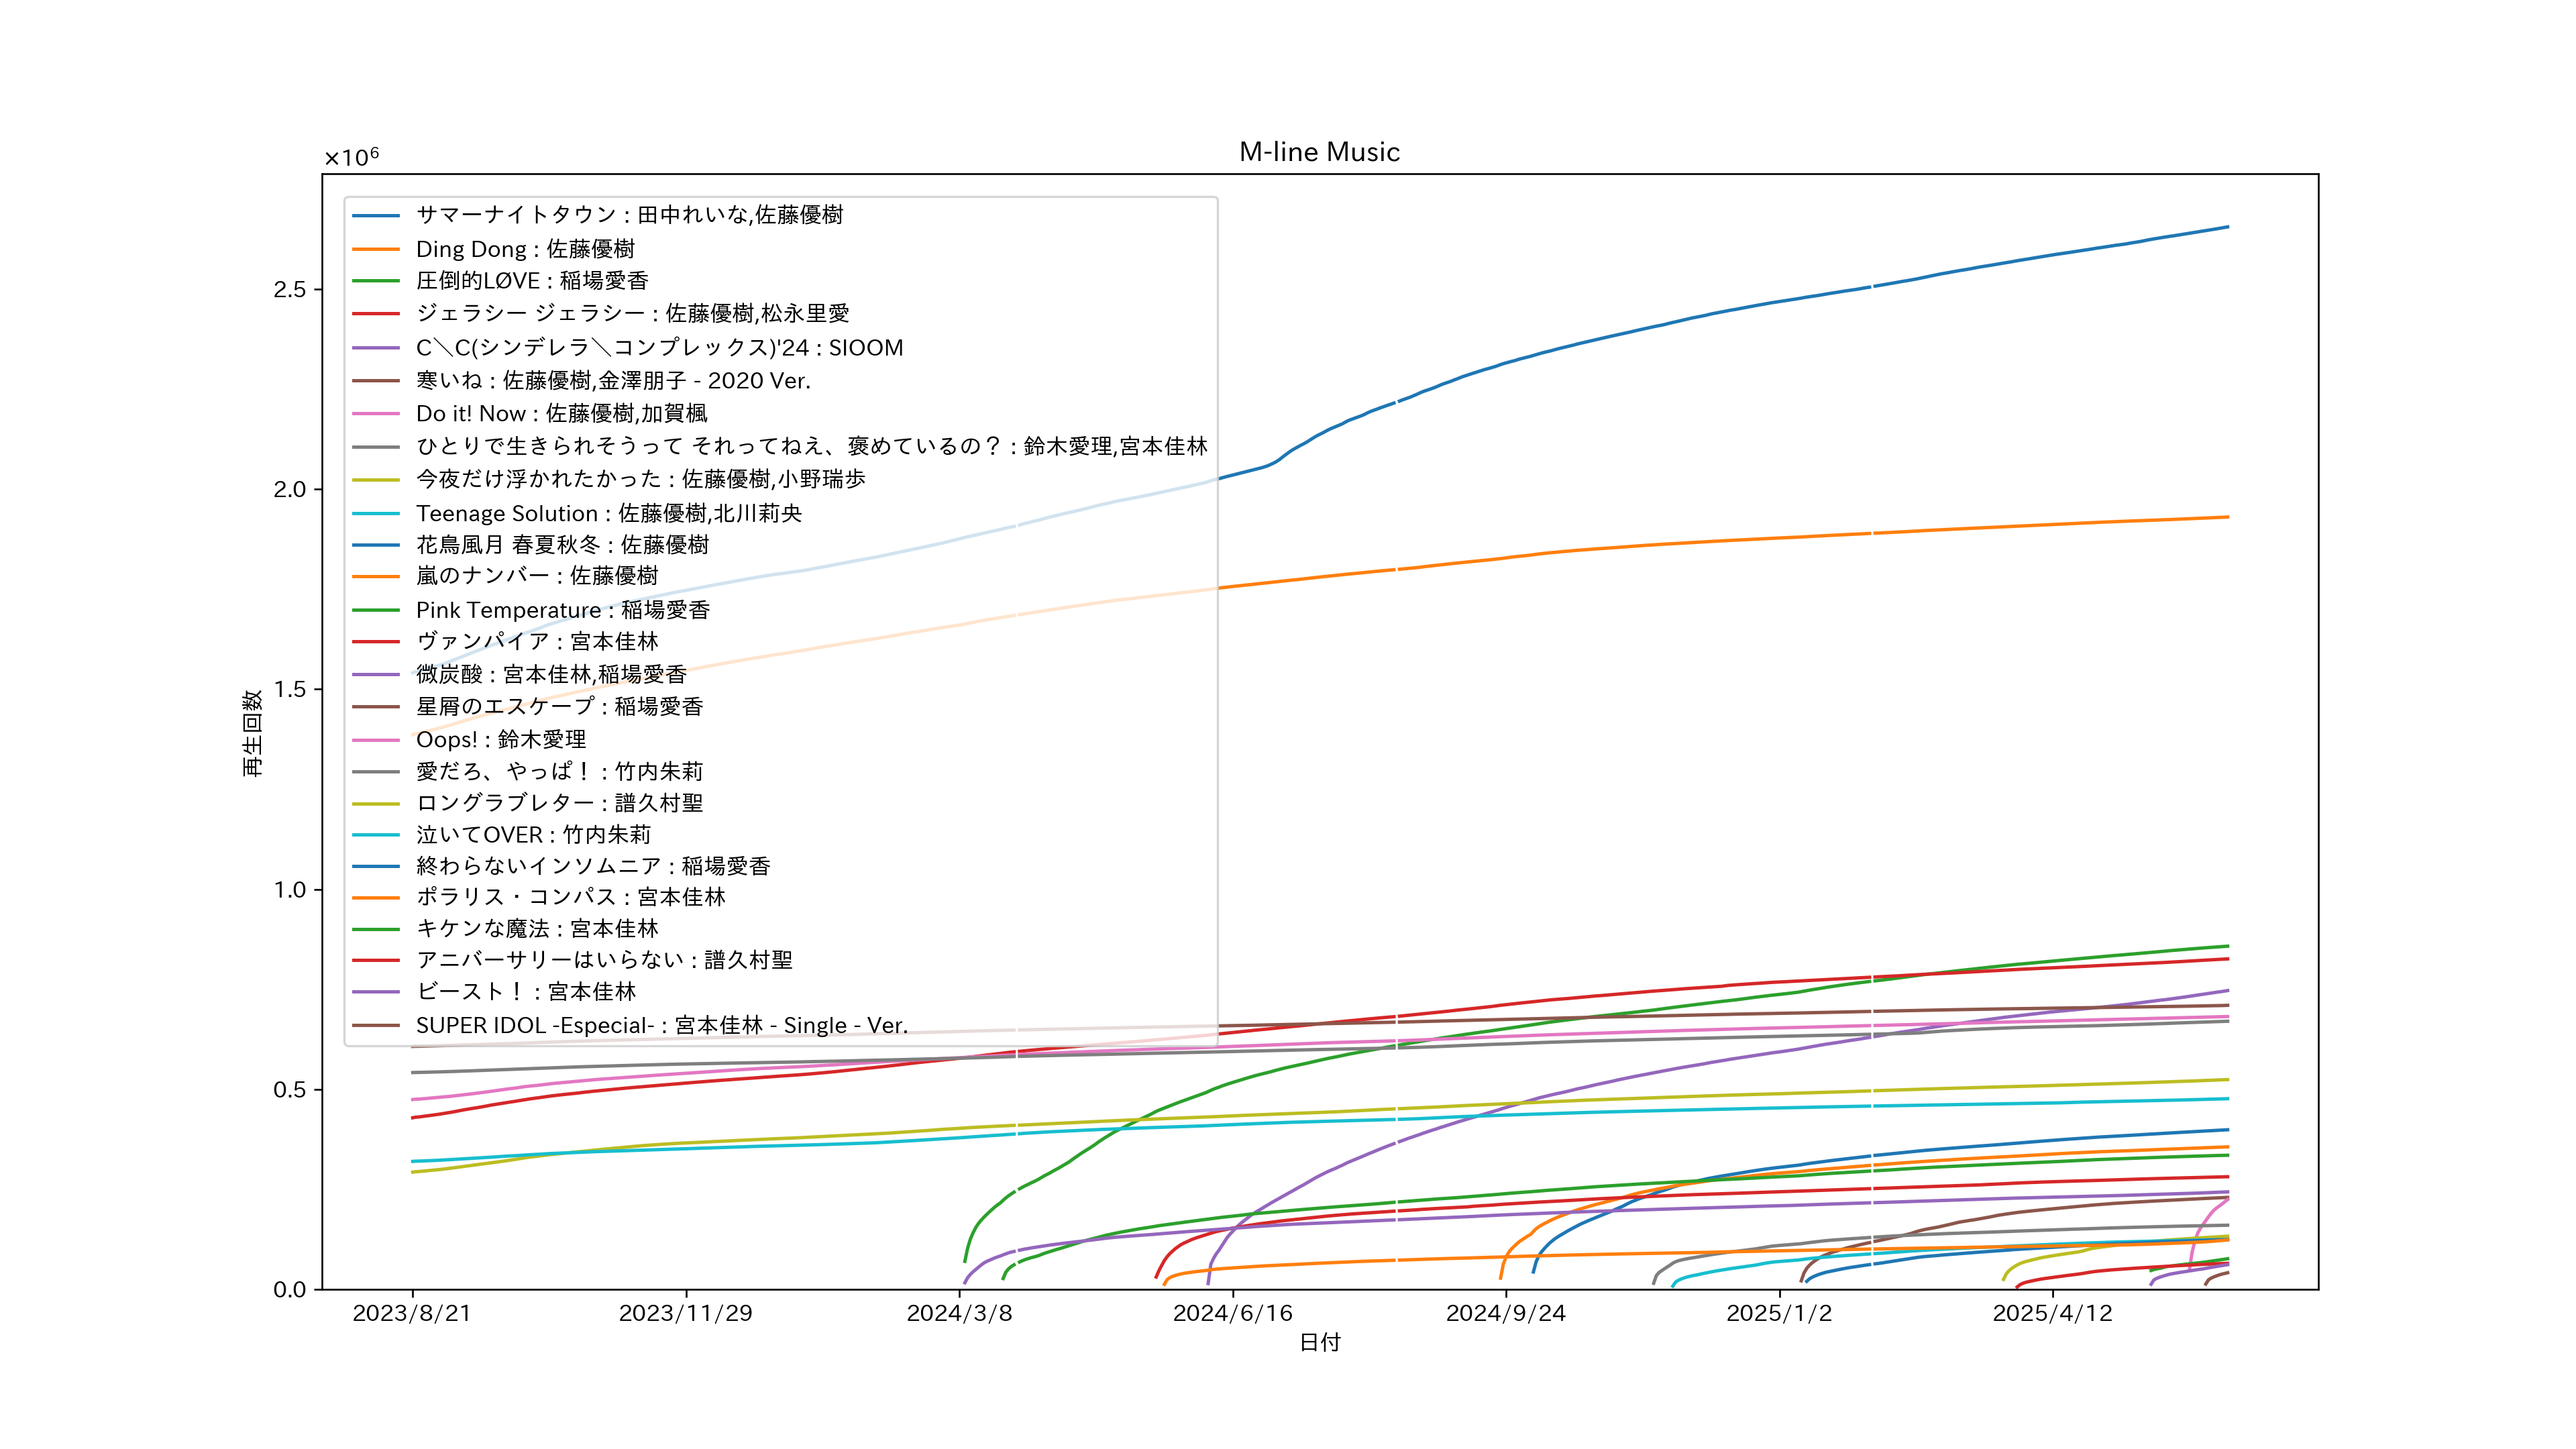 M-line Music
×10⁶
サマーナイトタウン : 田中れいな,佐藤優樹
Ding Dong : 佐藤優樹
圧倒的LØVE : 稲場愛香
ジェラシー ジェラシー : 佐藤優樹,松永里愛
C＼C(シンデレラ＼コンプレックス)'24 : SIOOM
寒いね : 佐藤優樹,金澤朋子 - 2020 Ver.
Do it! Now : 佐藤優樹,加賀楓
ひとりで生きられそうって それってねえ、褒めているの？ : 鈴木愛理,宮本佳林
今夜だけ浮かれたかった : 佐藤優樹,小野瑞歩
Teenage Solution : 佐藤優樹,北川莉央
花鳥風月 春夏秋冬 : 佐藤優樹
嵐のナンバー : 佐藤優樹
Pink Temperature : 稲場愛香
ヴァンパイア : 宮本佳林
微炭酸 : 宮本佳林,稲場愛香
星屑のエスケープ : 稲場愛香
Oops! : 鈴木愛理
愛だろ、やっぱ！ : 竹内朱莉
ロングラブレター : 譜久村聖
泣いてOVER : 竹内朱莉
終わらないインソムニア : 稲場愛香
ポラリス・コンパス : 宮本佳林
キケンな魔法 : 宮本佳林
アニバーサリーはいらない : 譜久村聖
ビースト！ : 宮本佳林
SUPER IDOL -Especial- : 宮本佳林 - Single - Ver.
2.5
2.0
1.5
1.0
0.5
0.0
再生回数
2023/8/21
2023/11/29
2024/3/8
2024/6/16
2024/9/24
2025/1/2
2025/4/12
日付